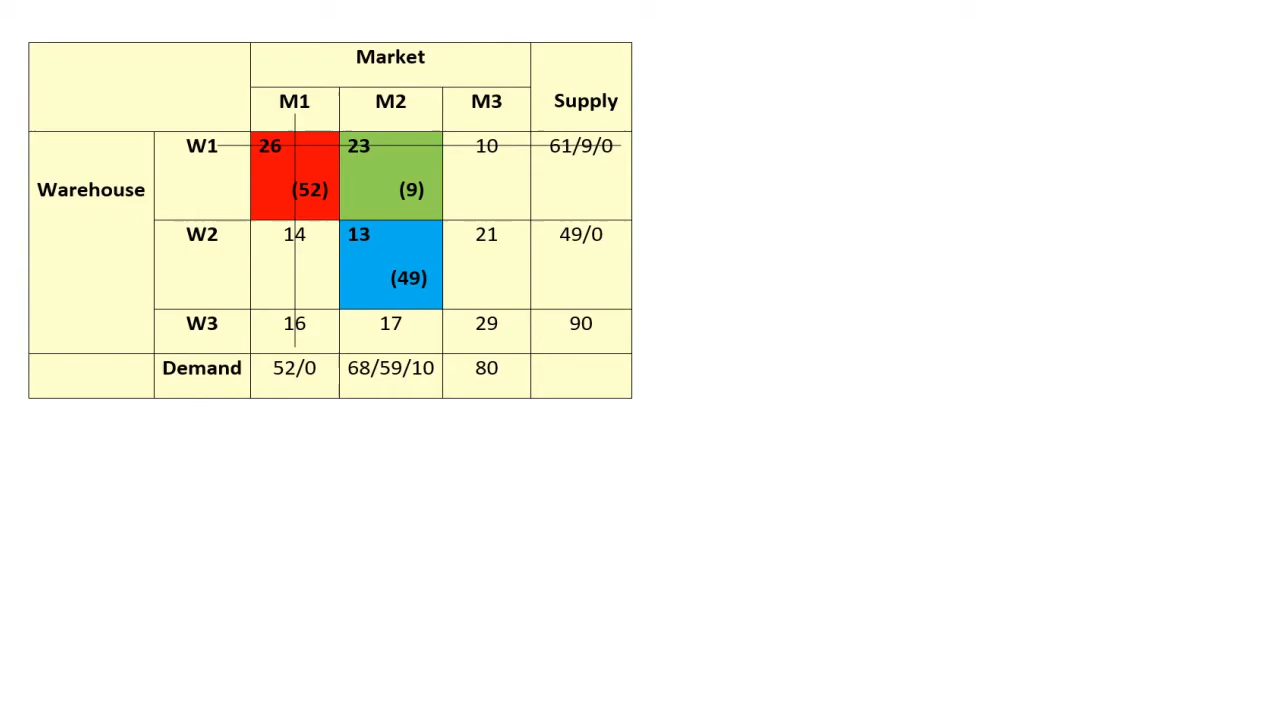 Market
M1 M2 M3 Supply
W1 26 23 10 61/9/0
Warehouse (52) (9)
W2 14 13 21 49/0
(49)
W3 16 17 29 90
Demand 52/0 68/59/10 80